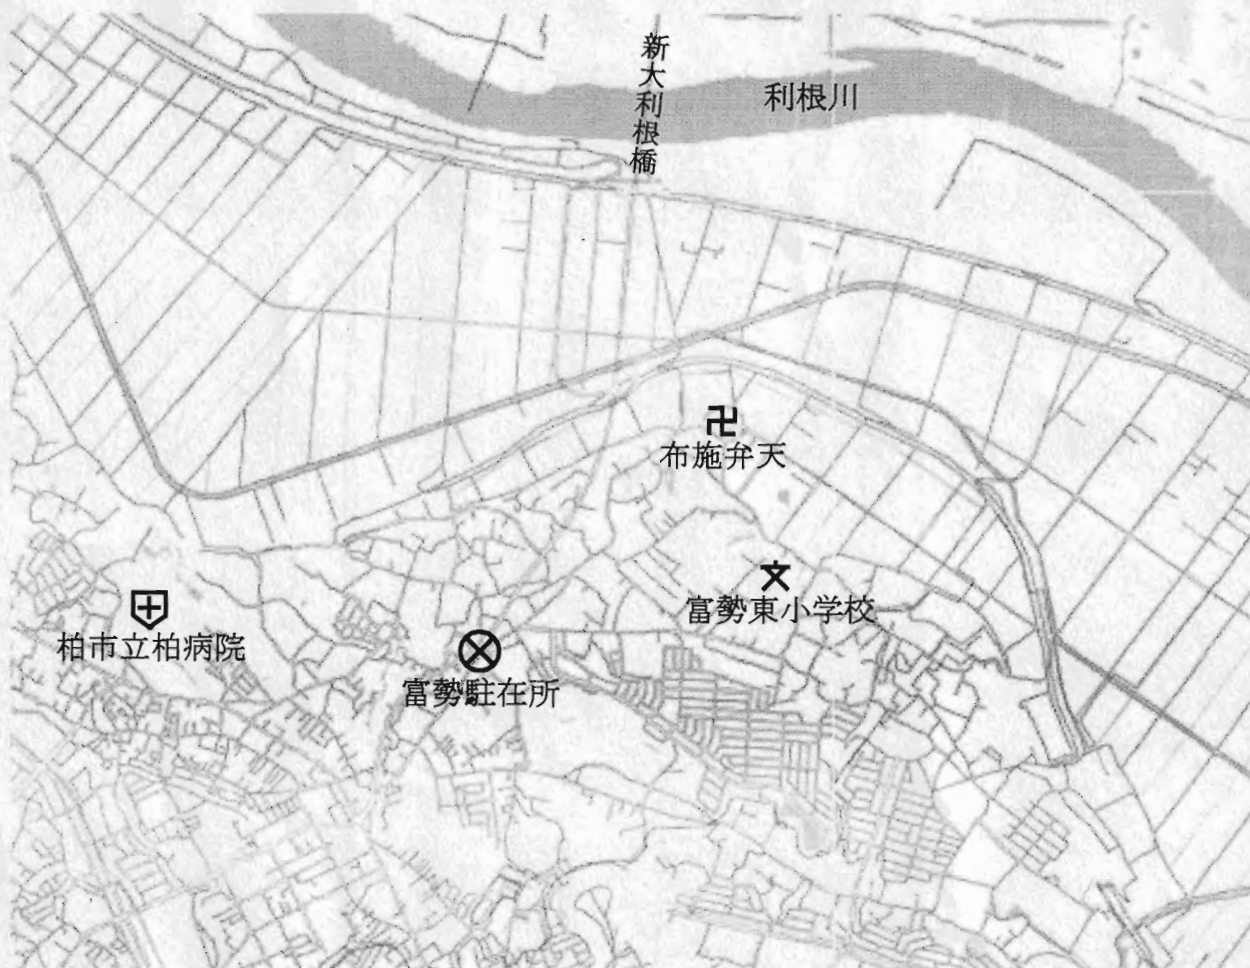 新大利根橋
利根川
布施弁天
富勢東小学校
柏市立柏病院
富勢駐在所